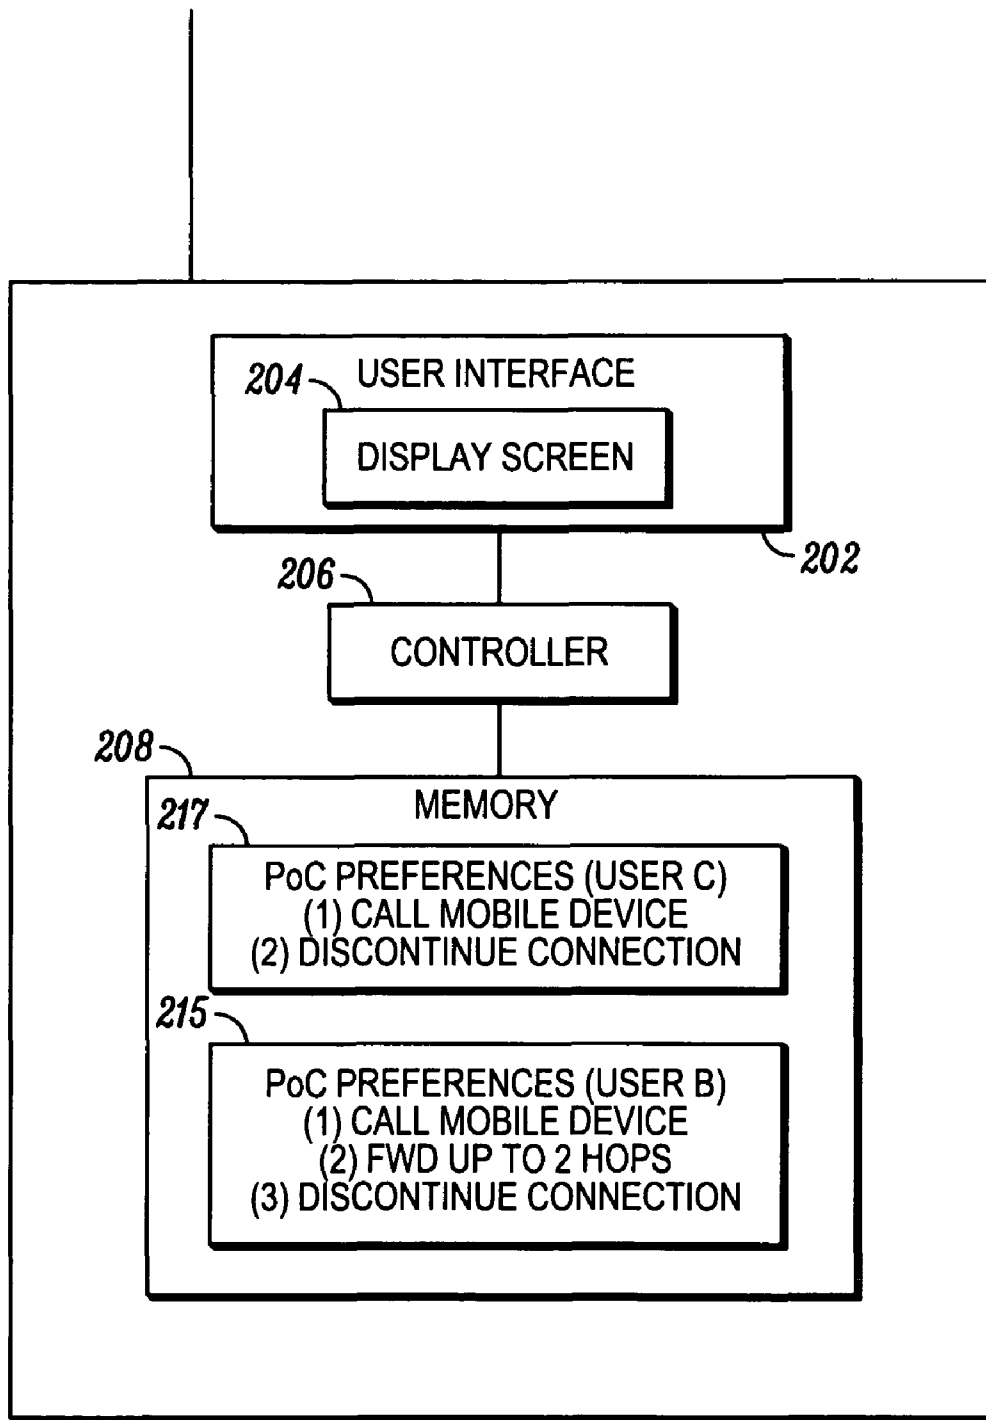 USER INTERFACE
204
DISPLAY SCREEN
202
206
CONTROLLER
208
MEMORY
217
PoC PREFERENCES (USER C)
(1) CALL MOBILE DEVICE
(2) DISCONTINUE CONNECTION
215
PoC PREFERENCES (USER B)
(1) CALL MOBILE DEVICE
(2) FWD UP TO 2 HOPS
(3) DISCONTINUE CONNECTION